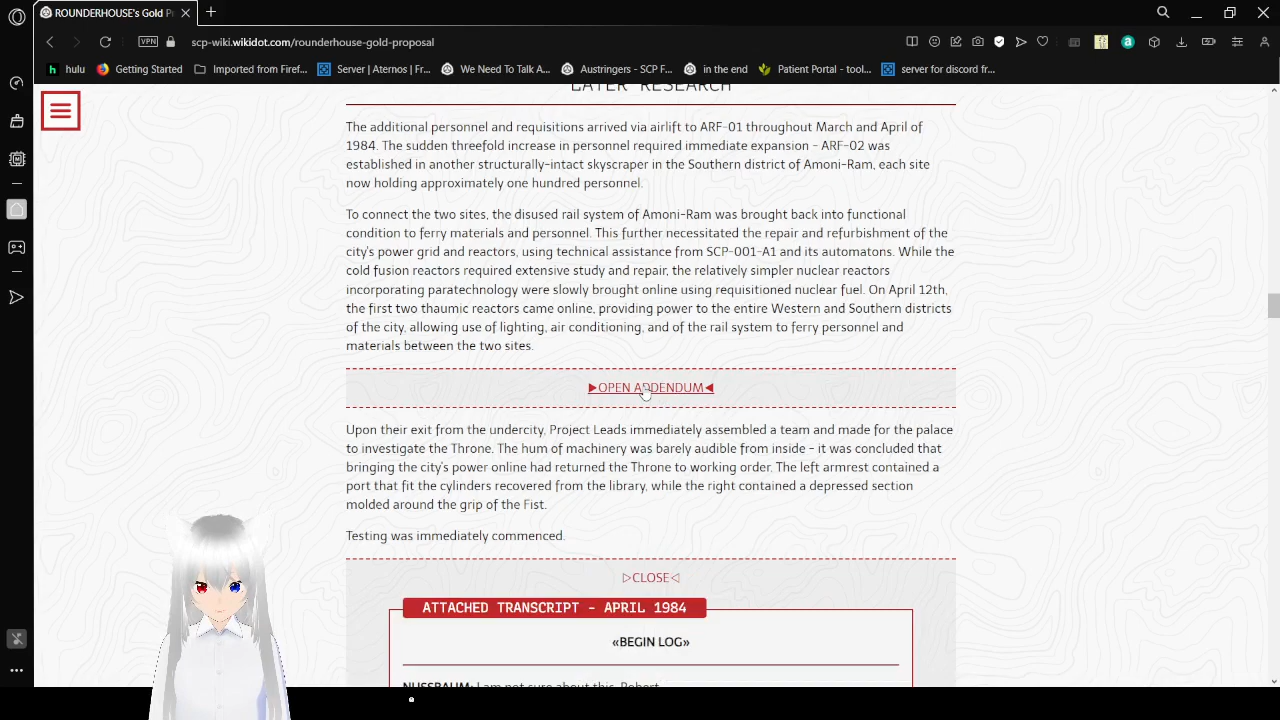 ROUNDERHOUSE's Gold P
VPN
scp-wiki.wikidot.com/rounderhouse-gold-proposal
h hulu
Getting Started
Imported from Firef...
Server | Aternos | Fr...
We Need To Talk A...
Austringers - SCP F...
in the end
Patient Portal - tool...
server for discord fr...
LATER RESEARCH
The additional personnel and requisitions arrived via airlift to ARF-01 throughout March and April of
1984. The sudden threefold increase in personnel required immediate expansion – ARF-02 was
established in another structurally-intact skyscraper in the Southern district of Amoni-Ram, each site
now holding approximately one hundred personnel.
To connect the two sites, the disused rail system of Amoni-Ram was brought back into functional
condition to ferry materials and personnel. This further necessitated the repair and refurbishment of the
city's power grid and reactors, using technical assistance from SCP-001-A1 and its automatons. While the
cold fusion reactors required extensive study and repair, the relatively simpler nuclear reactors
incorporating paratechnology were slowly brought online using requisitioned nuclear fuel. On April 12th,
the first two thaumic reactors came online, providing power to the entire Western and Southern districts
of the city, allowing use of lighting, air conditioning, and of the rail system to ferry personnel and
materials between the two sites.
▶OPEN ADDENDUM◀
Upon their exit from the undercity, Project Leads immediately assembled a team and made for the palace
to investigate the Throne. The hum of machinery was barely audible from inside – it was concluded that
bringing the city's power online had returned the Throne to working order. The left armrest contained a
port that fit the cylinders recovered from the library, while the right contained a depressed section
molded around the grip of the Fist.
Testing was immediately commenced.
▷CLOSE◁
ATTACHED TRANSCRIPT - APRIL 1984
«BEGIN LOG»
NUSSBAUM: I am not sure about this, Robert.